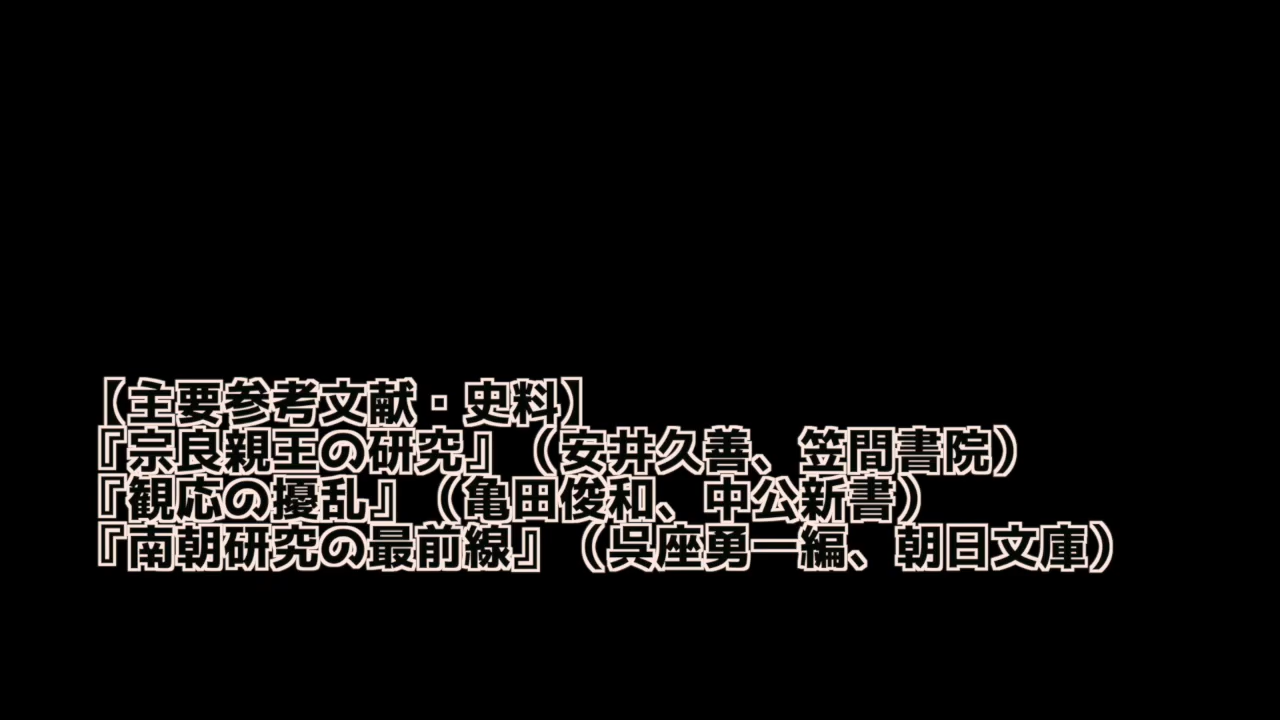 【主要参考文献・史料】
『宗良親王の研究』（安井久善、笠間書院）
『観応の擾乱』（亀田俊和、中公新書）
『南朝研究の最前線』（呉座勇一編、朝日文庫）